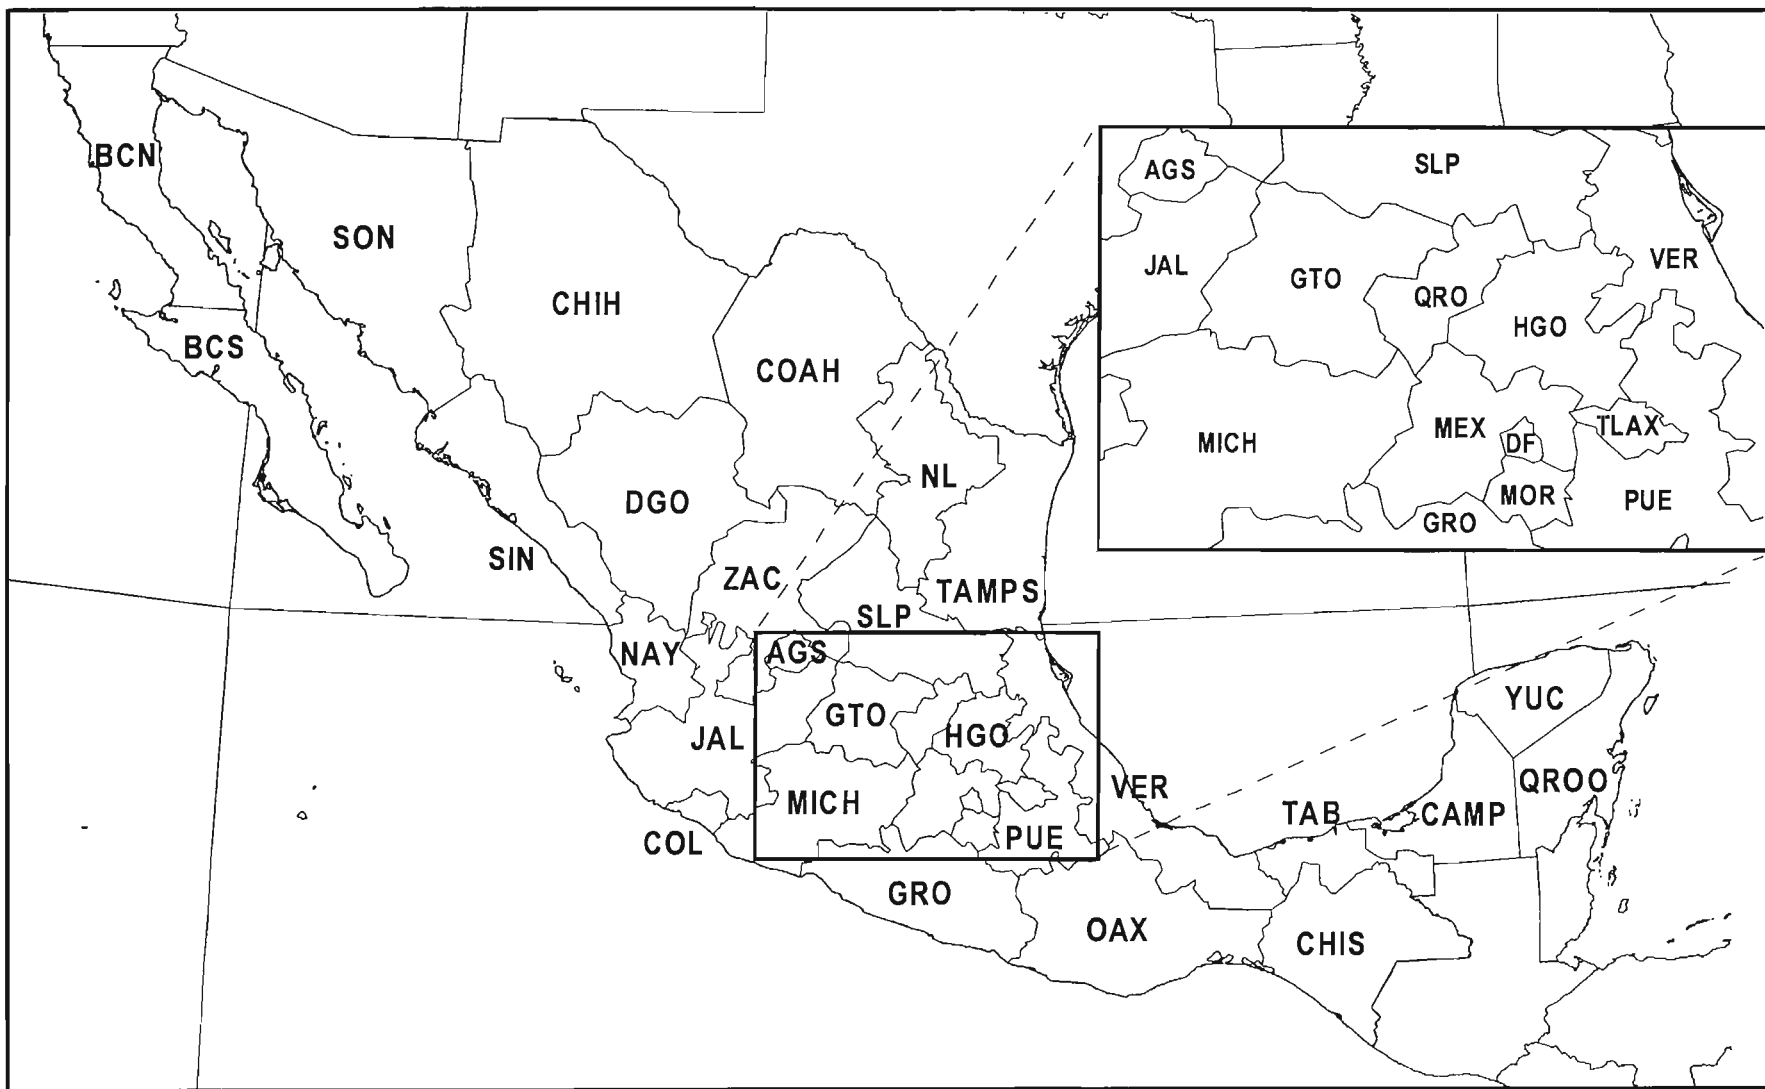 BCN
AGS
SLP
SON
JAL
GTO
VER
QRO
CHIH
HGO
BCS
COAH
MEX
TLAX
MICH
DF
NL
MOR
PUE
DGO
GRO
SIN
ZAC
TAMPS
SLP
NAY
AGS
YUC
GTO
JAL
HGO
QROO
VER
MICH
TAB
CAMP
COL
PUE
GRO
OAX
CHIS